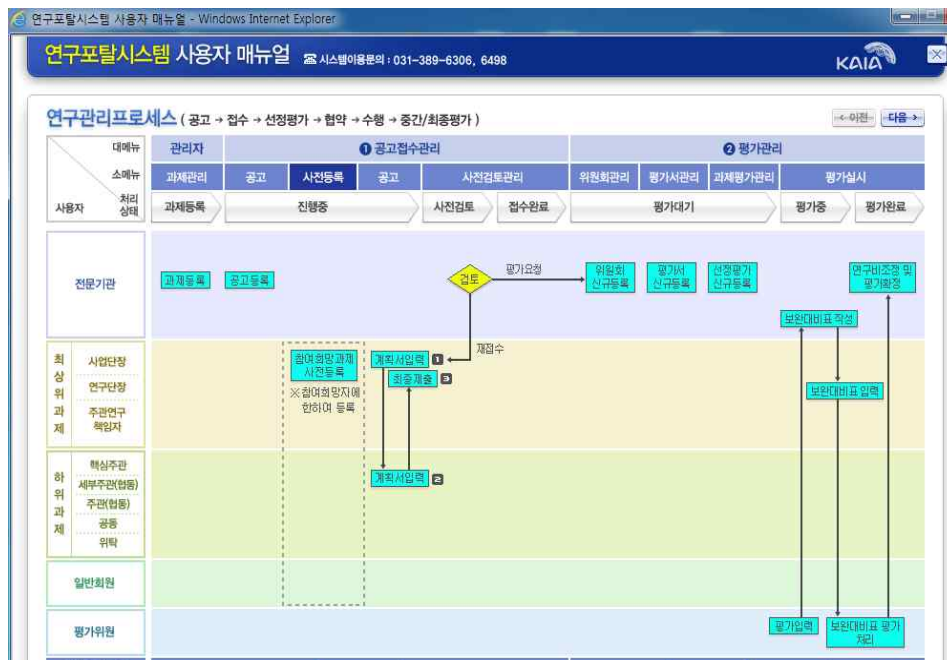 연구포탈시스템 사용자 매뉴얼 - Windows Internet Explorer
연구포탈시스템 사용자 매뉴얼 ☎ 시스템이용문의 : 031-389-6306, 6498
KAIA
연구관리프로세스 ( 공고 → 접수 → 선정평가 → 협약 → 수행 → 중간/최종평가 )
< 이전 다음 >
대메뉴 관리자 ❶ 공고접수관리 ❷ 평가관리
소메뉴 과제관리 공고 사전등록 공고 사전검토관리 위원회관리 평가서관리 과제평가관리 평가실시
사용자 처리
상태 과제등록 진행중 사전검토 접수완료 평가대기 평가중 평가완료
전문기관
과제등록 공고등록 검토 평가요청
위원회
신규등록
평가서
신규등록
선정평가
신규등록
연구비조정 및
평가확정
보완대비표 작성
재접수
최상위과제
사업단장
연구단장
주관연구
책임자
참여희망과제
사전등록
※참여희망자에
한하여 등록
계획서입력 1
최종제출 3
보완대비표 입력
하위과제
핵심주관
세부주관(협동)
주관(협동)
공동
위탁
계획서입력 2
일반회원
평가위원
평가입력
보완대비표 평가
처리